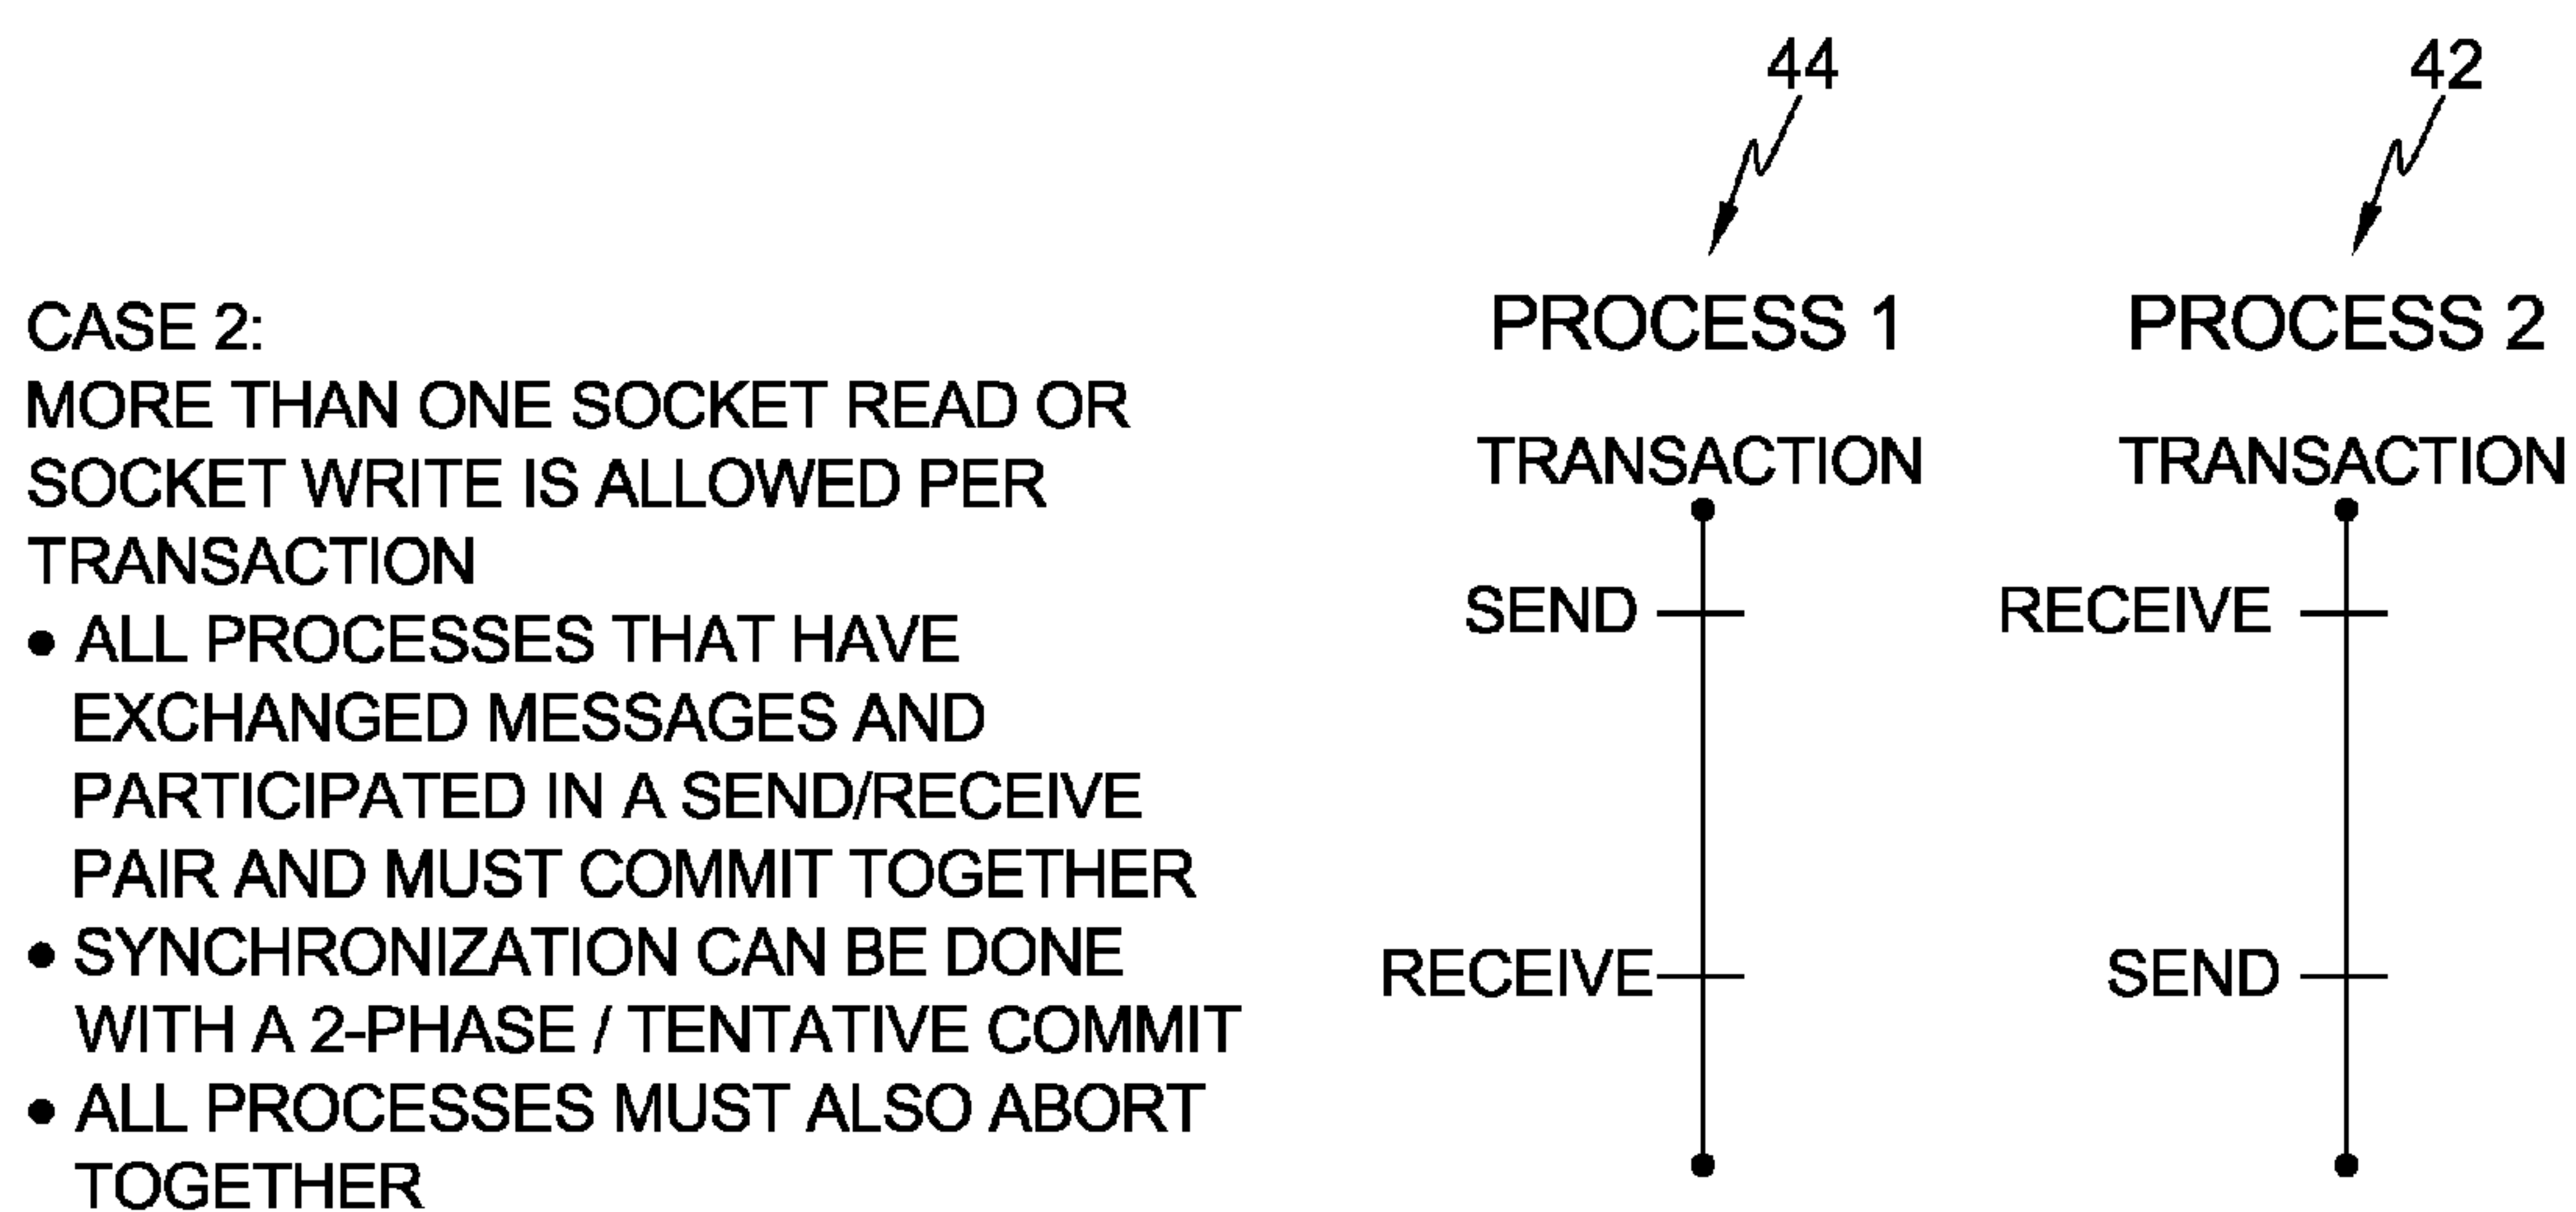 44
42
CASE 2:
MORE THAN ONE SOCKET READ OR
SOCKET WRITE IS ALLOWED PER
TRANSACTION
• ALL PROCESSES THAT HAVE
EXCHANGED MESSAGES AND
PARTICIPATED IN A SEND/RECEIVE
PAIR AND MUST COMMIT TOGETHER
• SYNCHRONIZATION CAN BE DONE
WITH A 2-PHASE / TENTATIVE COMMIT
• ALL PROCESSES MUST ALSO ABORT
TOGETHER
PROCESS 1
TRANSACTION
SEND
RECEIVE
PROCESS 2
TRANSACTION
RECEIVE
SEND